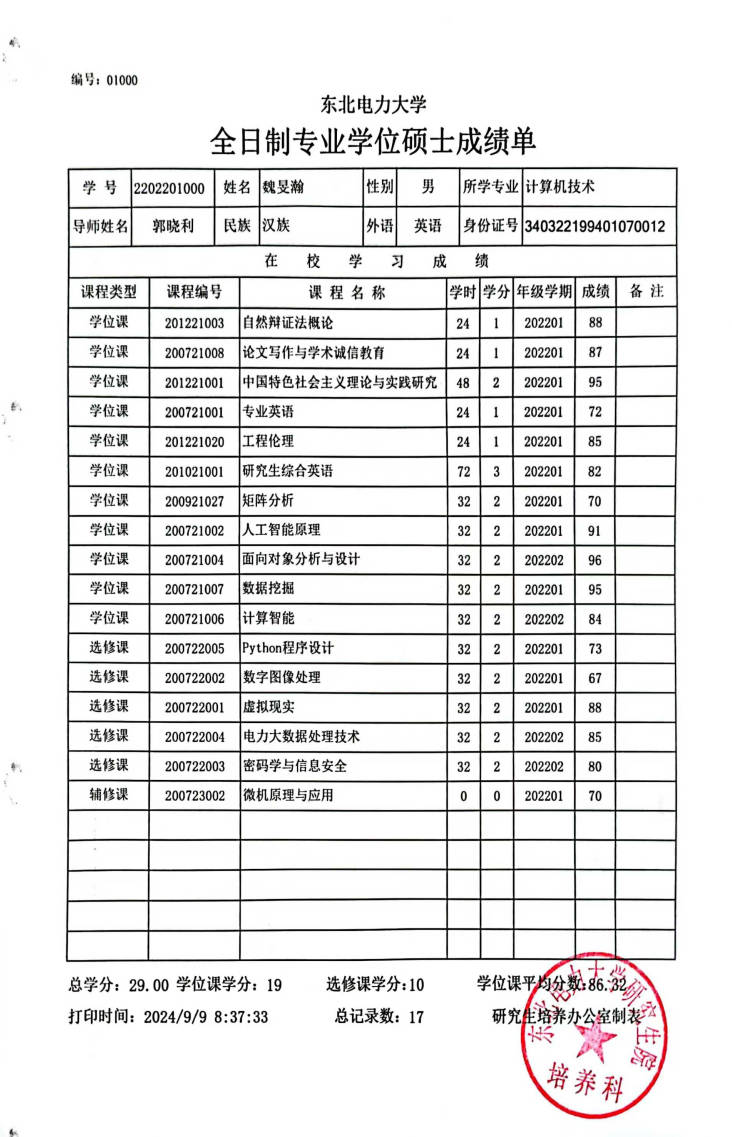 编号：01000
东北电力大学
全日制专业学位硕士成绩单
学 号 2202201000 姓名 魏旻瀚 性别 男 所学专业 计算机技术
导师姓名 郭晓利 民族 汉族 外语 英语 身份证号 340322199401070012
在 校 学 习 成 绩
课程类型 课程编号 课 程 名 称 学时 学分 年级学期 成绩 备 注
学位课 201221003 自然辩证法概论 24 1 202201 88
学位课 200721008 论文写作与学术诚信教育 24 1 202201 87
学位课 201221001 中国特色社会主义理论与实践研究 48 2 202201 95
学位课 200721001 专业英语 24 1 202201 72
学位课 201221020 工程伦理 24 1 202201 85
学位课 201021001 研究生综合英语 72 3 202201 82
学位课 200921027 矩阵分析 32 2 202201 70
学位课 200721002 人工智能原理 32 2 202201 91
学位课 200721004 面向对象分析与设计 32 2 202202 96
学位课 200721007 数据挖掘 32 2 202201 95
学位课 200721006 计算智能 32 2 202202 84
选修课 200722005 Python程序设计 32 2 202201 73
选修课 200722002 数字图像处理 32 2 202201 67
选修课 200722001 虚拟现实 32 2 202201 88
选修课 200722004 电力大数据处理技术 32 2 202202 85
选修课 200722003 密码学与信息安全 32 2 202202 80
辅修课 200723002 微机原理与应用 0 0 202201 70
总学分：29.00 学位课学分：19 选修课学分:10 学位课平均分数:86.32
打印时间：2024/9/9 8:37:33 总记录数：17 研究生培养办公室制表
东北电力大学研究生院
培养科